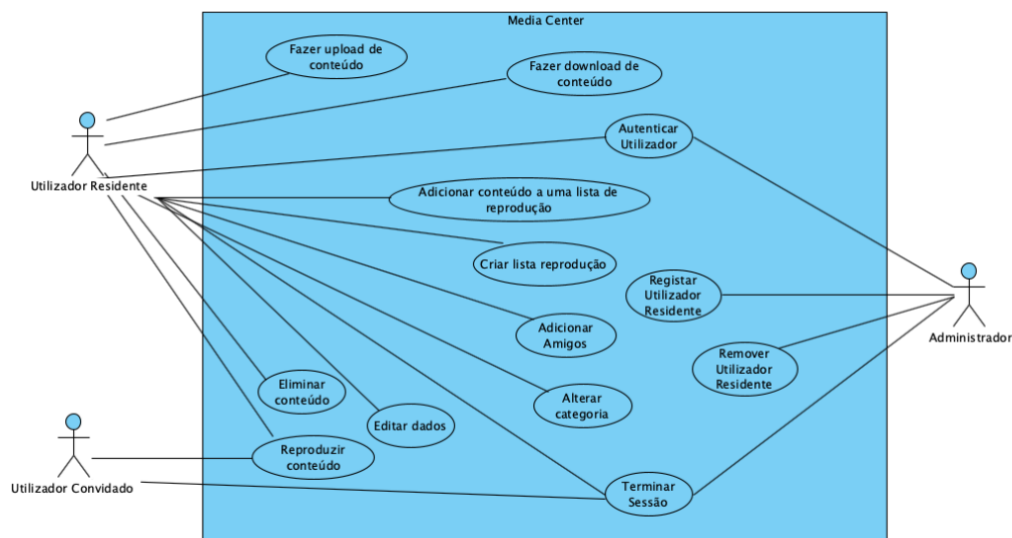 Media Center
Fazer upload de
conteúdo
Fazer download de
conteúdo
Autenticar
Utilizador
Utilizador Residente
Adicionar conteúdo a uma lista de
reprodução
Criar lista reprodução
Registar
Utilizador
Residente
Adicionar
Amigos
Administrador
Remover
Utilizador
Residente
Eliminar
conteúdo
Alterar
categoria
Editar dados
Reproduzir
conteúdo
Utilizador Convidado
Terminar
Sessão